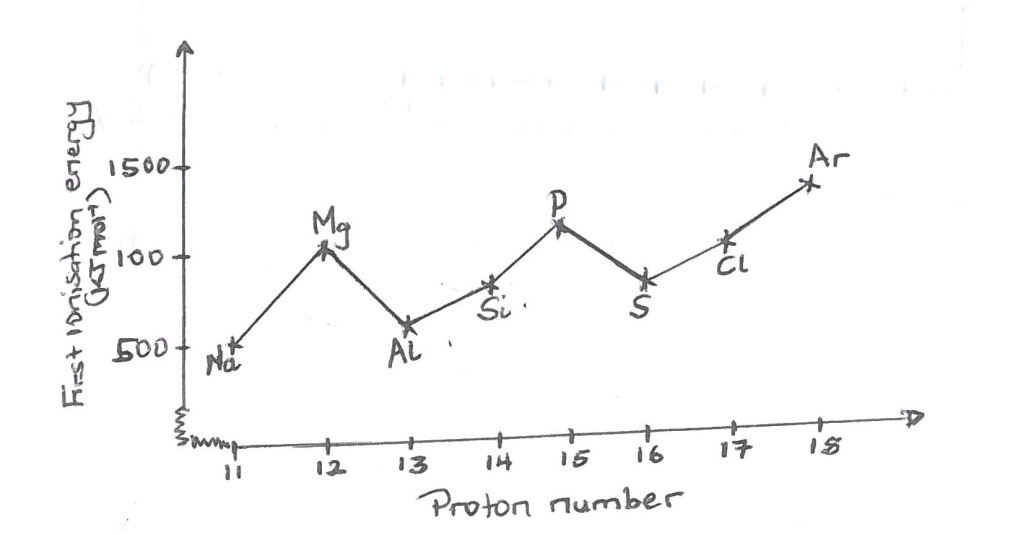 First ionisation energy
(KJ mol⁻¹)
1500
100
500
Na
Mg
Al
Si
P
S
Cl
Ar
11 12 13 14 15 16 17 18
Proton number